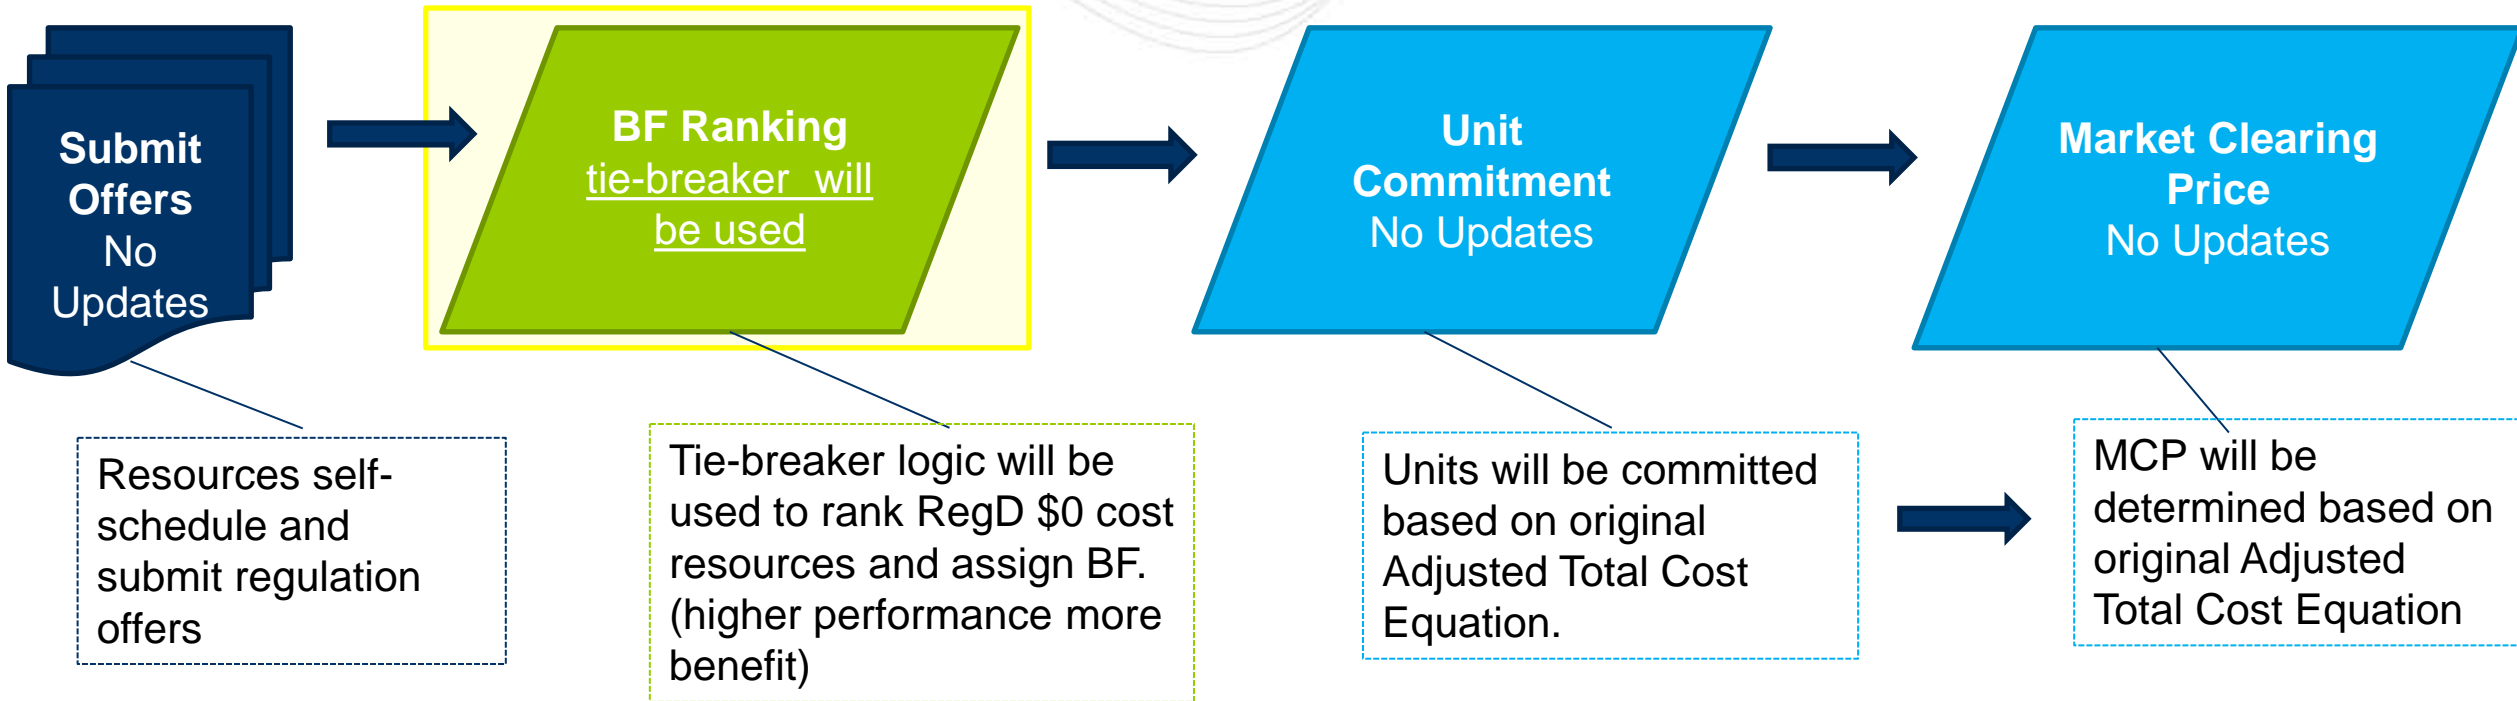 Submit
Offers
No
Updates
BF Ranking
tie-breaker will
be used
Unit
Commitment
No Updates
Market Clearing
Price
No Updates
Resources self-
schedule and
submit regulation
offers
Tie-breaker logic will be
used to rank RegD $0 cost
resources and assign BF.
(higher performance more
benefit)
Units will be committed
based on original
Adjusted Total Cost
Equation.
MCP will be
determined based on
original Adjusted
Total Cost Equation